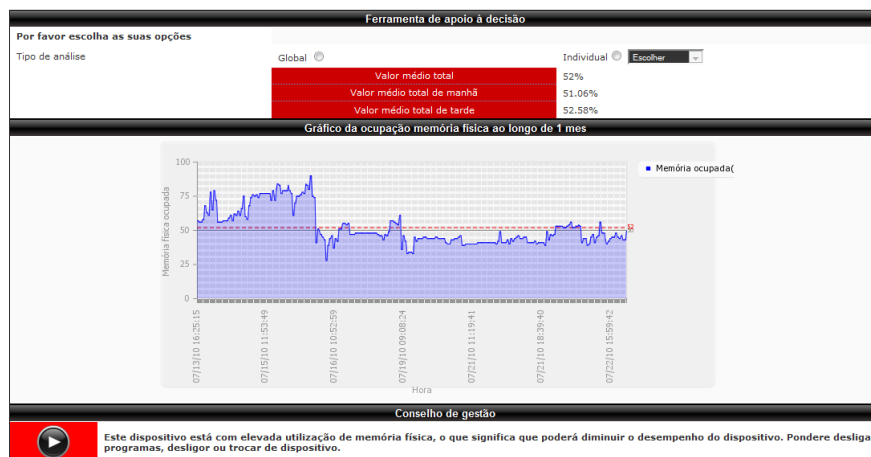 Ferramenta de apoio à decisão
Por favor escolha as suas opções
Tipo de análise
Global
Individual
Escolher
Valor médio total
52%
Valor médio total de manhã
51.06%
Valor médio total de tarde
52.58%
Gráfico da ocupação memória física ao longo de 1 mes
Memória física ocupada
100
75
50
25
0
52
Memória ocupada(
07/13/10 16:25:15
07/15/10 11:53:49
07/16/10 10:52:59
07/19/10 09:08:24
07/21/10 11:19:41
07/21/10 18:39:40
07/22/10 15:59:42
Hora
Conselho de gestão
Este dispositivo está com elevada utilização de memória física, o que significa que poderá diminuir o desempenho do dispositivo. Pondere desliga
programas, desligor ou trocar de dispositivo.